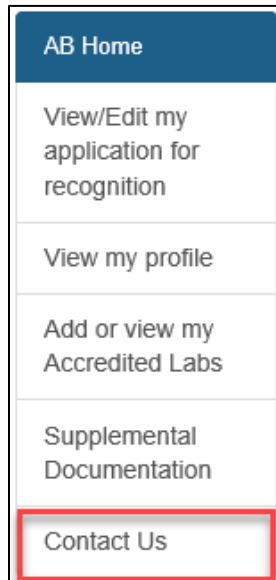 AB Home
View/Edit my
application for
recognition
View my profile
Add or view my
Accredited Labs
Supplemental
Documentation
Contact Us